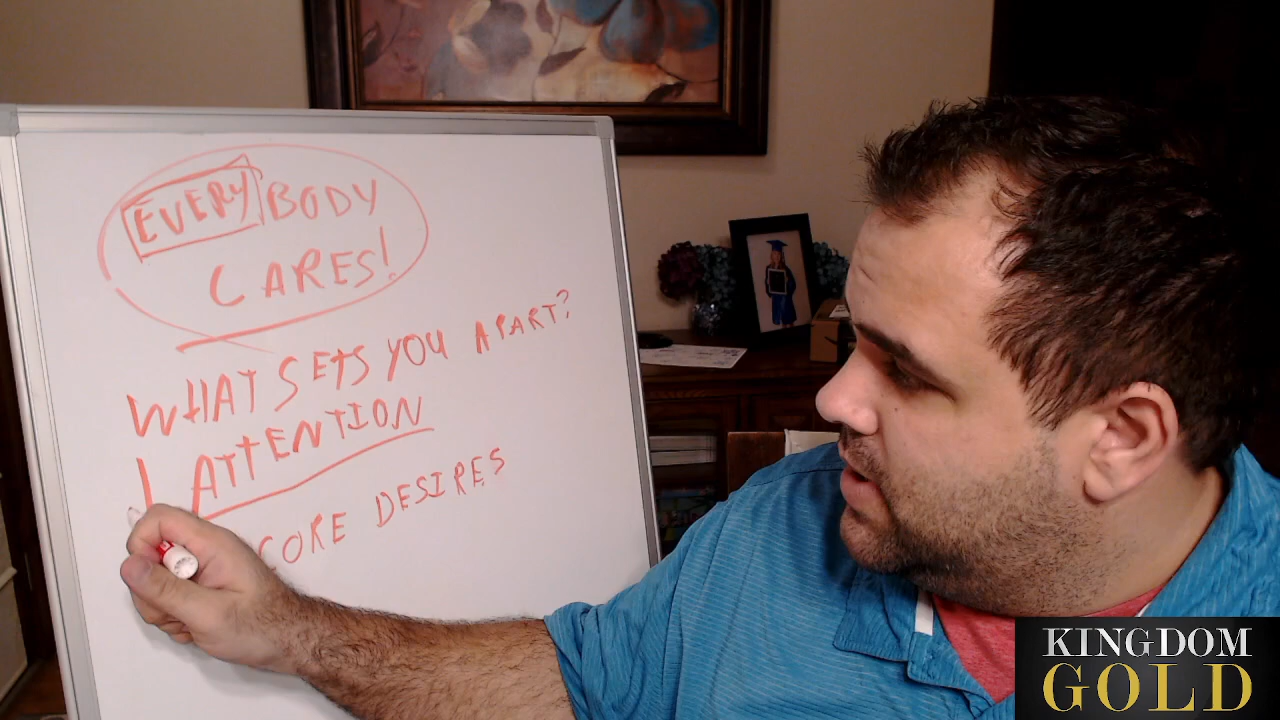 EVERYBODY
CARES!
WHAT SETS YOU APART?
1 ATTENTION
CORE DESIRES
KINGDOM
GOLD